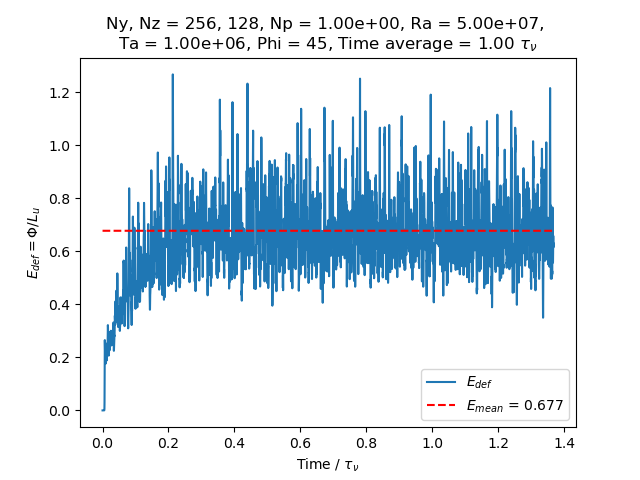 Ny, Nz = 256, 128, Np = 1.00e+00, Ra = 5.00e+07,
Ta = 1.00e+06, Phi = 45, Time average = 1.00 τ_ν
E_def = Φ/L_u
1.2
1.0
0.8
0.6
0.4
0.2
0.0
E_def
E_mean = 0.677
0.0 0.2 0.4 0.6 0.8 1.0 1.2 1.4
Time / τ_ν